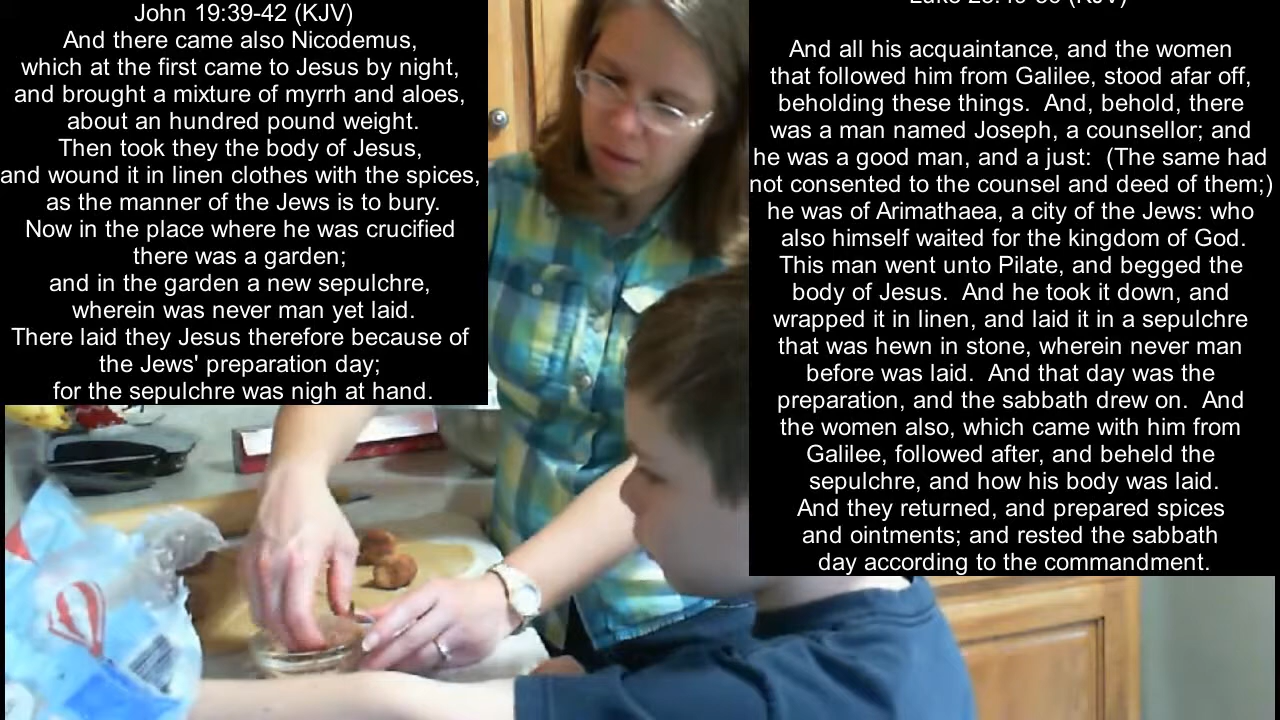 John 19:39-42 (KJV)
And there came also Nicodemus,
which at the first came to Jesus by night,
and brought a mixture of myrrh and aloes,
about an hundred pound weight.
Then took they the body of Jesus,
and wound it in linen clothes with the spices,
as the manner of the Jews is to bury.
Now in the place where he was crucified
there was a garden;
and in the garden a new sepulchre,
wherein was never man yet laid.
There laid they Jesus therefore because of
the Jews' preparation day;
for the sepulchre was nigh at hand.
And all his acquaintance, and the women
that followed him from Galilee, stood afar off,
beholding these things.  And, behold, there
was a man named Joseph, a counsellor; and
he was a good man, and a just:  (The same had
not consented to the counsel and deed of them;)
he was of Arimathaea, a city of the Jews: who
also himself waited for the kingdom of God.
This man went unto Pilate, and begged the
body of Jesus.  And he took it down, and
wrapped it in linen, and laid it in a sepulchre
that was hewn in stone, wherein never man
before was laid.  And that day was the
preparation, and the sabbath drew on.  And
the women also, which came with him from
Galilee, followed after, and beheld the
sepulchre, and how his body was laid.
And they returned, and prepared spices
and ointments; and rested the sabbath
day according to the commandment.